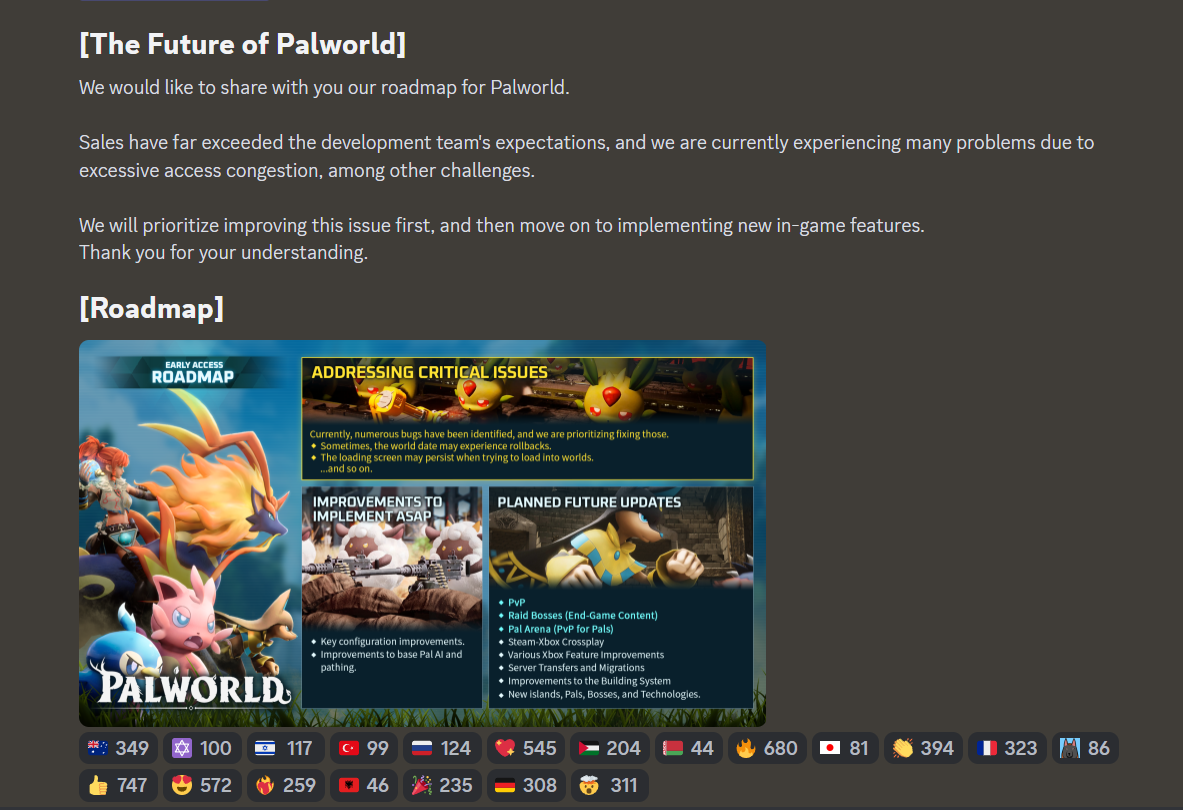 [The Future of Palworld]
We would like to share with you our roadmap for Palworld.
Sales have far exceeded the development team's expectations, and we are currently experiencing many problems due to
excessive access congestion, among other challenges.
We will prioritize improving this issue first, and then move on to implementing new in-game features.
Thank you for your understanding.
[Roadmap]
EARLY ACCESS
ROADMAP
PALWORLD
ADDRESSING CRITICAL ISSUES
Currently, numerous bugs have been identified, and we are prioritizing fixing those.
◆ Sometimes, the world date may experience rollbacks.
◆ The loading screen may persist when trying to load into worlds.
...and so on.
IMPROVEMENTS TO
IMPLEMENT ASAP
◆ Key configuration improvements.
◆ Improvements to base Pal AI and
pathing.
PLANNED FUTURE UPDATES
◆ PvP
◆ Raid Bosses (End-Game Content)
◆ Pal Arena (PvP for Pals)
◆ Steam-Xbox Crossplay
◆ Various Xbox Feature Improvements
◆ Server Transfers and Migrations
◆ Improvements to the Building System
◆ New islands, Pals, Bosses, and Technologies.
349 100 117 99 124 545 204 44 680 81 394 323 86
747 572 259 46 235 308 311